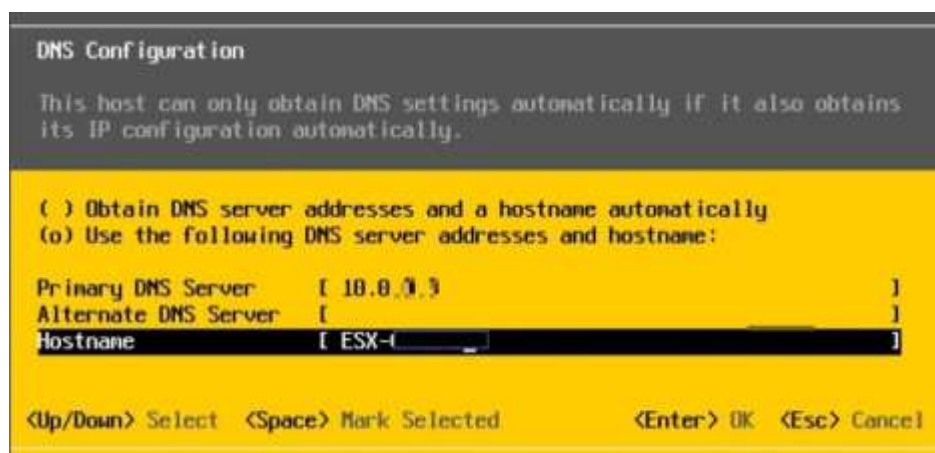 DNS Configuration
This host can only obtain DNS settings automatically if it also obtains
its IP configuration automatically.
( ) Obtain DNS server addresses and a hostname automatically
(o) Use the following DNS server addresses and hostname:
Primary DNS Server [ ]
Alternate DNS Server [ ]
Hostname [ ESX- ]
<Up/Down> Select <Space> Mark Selected <Enter> OK <Esc> Cancel